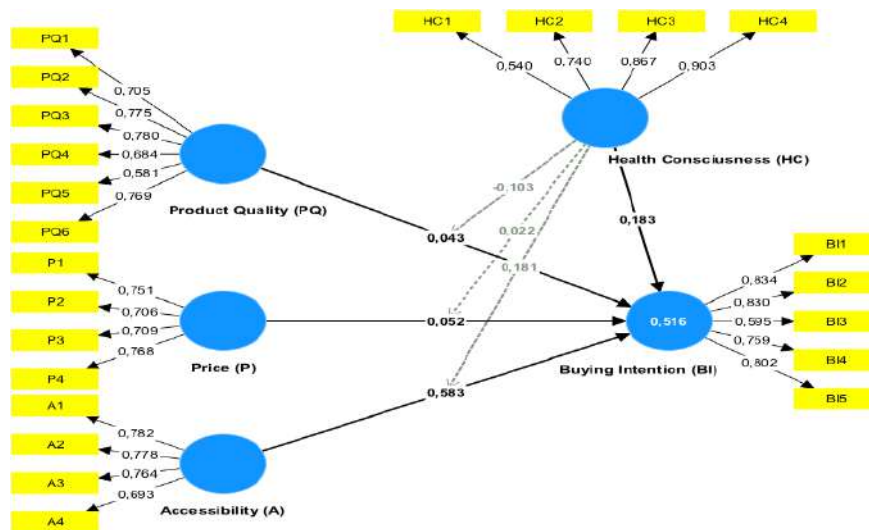 HC1
HC2
HC3
HC4
0,540
0,740
0,867
0,903
Health Consciusness (HC)
PQ1
PQ2
PQ3
PQ4
PQ5
PQ6
0,705
0,775
0,780
0,684
0,581
0,769
Product Quality (PQ)
-0,103
0,022
0,181
0,183
0,043
P1
P2
P3
P4
0,751
0,706
0,709
0,768
Price (P)
0,052
A1
A2
A3
A4
0,782
0,778
0,764
0,693
Accessibility (A)
0,583
0,516
Buying Intention (BI)
0,834
0,830
0,595
0,759
0,802
BI1
BI2
BI3
BI4
BI5